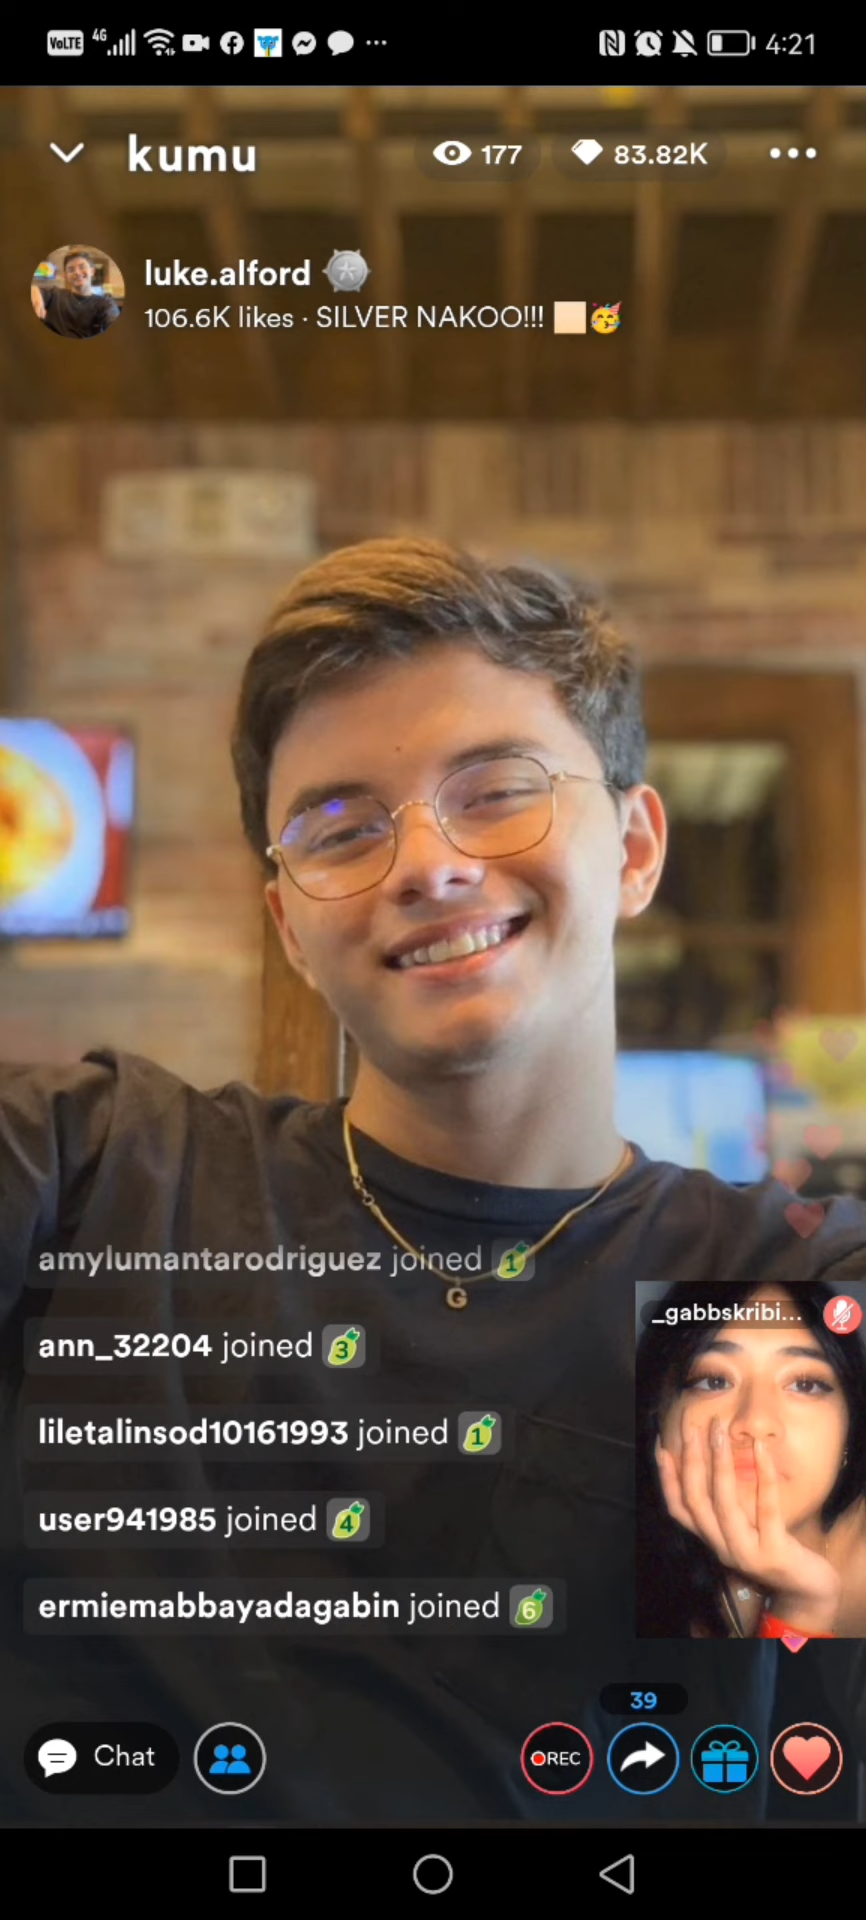 VoLTE 4G 4:21
kumu 177 83.82K
luke.alford
106.6K likes · SILVER NAKOO!!! 🏻🥳
amylumantarodriguez joined 1
G
_gabbskribi...
ann_32204 joined 3
liletalinsod10161993 joined 1
user941985 joined 4
ermiemabbayadagabin joined 6
39
Chat
REC